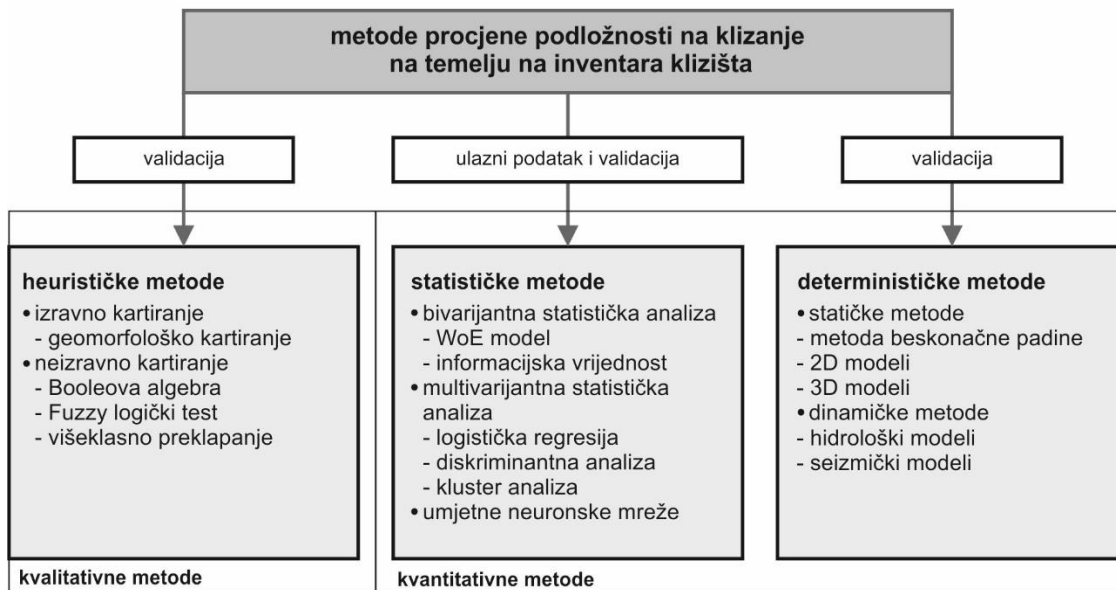 metode procjene podložnosti na klizanje
na temelju na inventara klizišta
validacija
ulazni podatak i validacija
validacija
heurističke metode
•izravno kartiranje
- geomorfološko kartiranje
•neizravno kartiranje
- Booleova algebra
- Fuzzy logički test
- višeklasno preklapanje
kvalitativne metode
statističke metode
•bivarijantna statistička analiza
- WoE model
- informacijska vrijednost
•multivarijantna statistička
analiza
- logistička regresija
- diskriminantna analiza
- kluster analiza
•umjetne neuronske mreže
determinističke metode
•statičke metode
- metoda beskonačne padine
- 2D modeli
- 3D modeli
•dinamičke metode
- hidrološki modeli
- seizmički modeli
kvantitativne metode